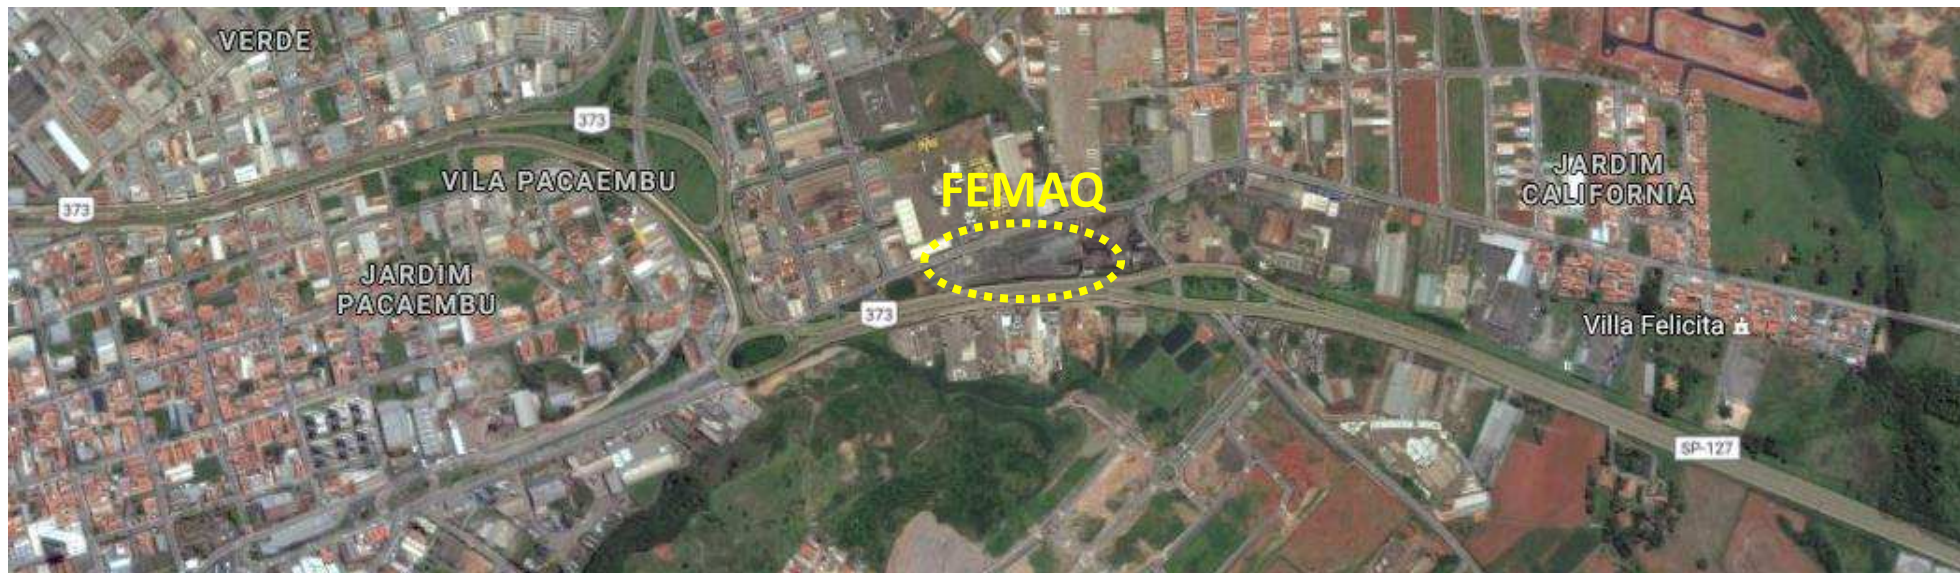 VERDE
373
VILA PACAEMBU
373
FEMAQ
JARDIM
CALIFORNIA
JARDIM
PACAEMBU
373
Villa Felicita
SP-127